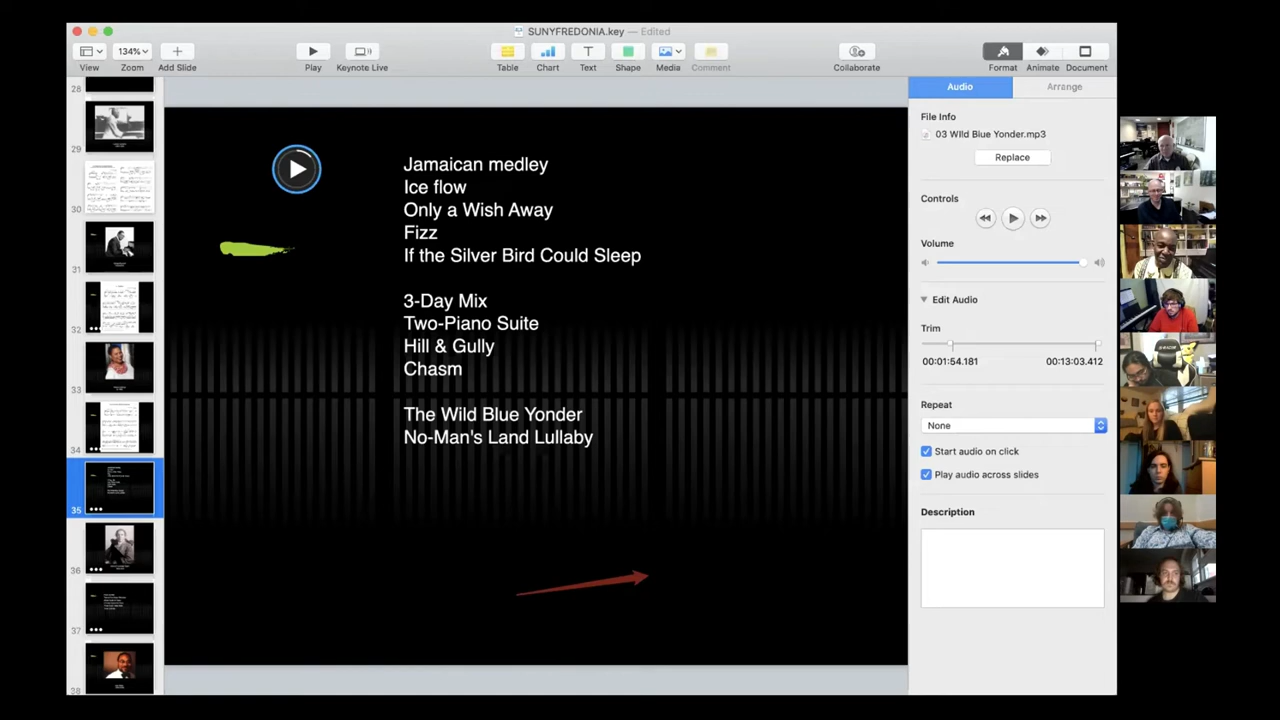 SUNYFREDONIA.key — Edited
134%
View
Zoom
Add Slide
Play
Keynote Live
Table
Chart
Text
Shape
Media
Comment
Collaborate
Format
Animate
Document
28
29
30
31
32
33
34
35
36
37
38
Jamaican medley
Ice flow
Only a Wish Away
Fizz
If the Silver Bird Could Sleep
3-Day Mix
Two-Piano Suite
Hill & Gully
Chasm
The Wild Blue Yonder
No-Man's Land Lullaby
Audio
Arrange
File Info
03 WIld Blue Yonder.mp3
Replace
Controls
Volume
Edit Audio
Trim
00:01:54.181
00:13:03.412
Repeat
None
Start audio on click
Play audio across slides
Description